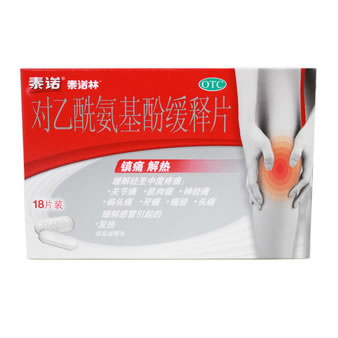 泰诺® 泰诺林®
OTC
对乙酰氨基酚缓释片
镇痛 解热
缓解轻至中度疼痛:
·关节痛 ·肌肉痛 ·神经痛
·偏头痛 ·牙痛 ·痛经 ·头痛
缓解感冒引起的
·发热
18片装